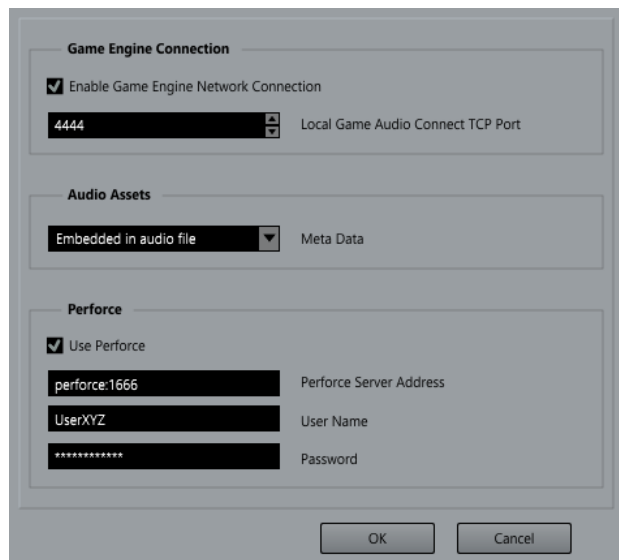 Game Engine Connection
Enable Game Engine Network Connection
4444 Local Game Audio Connect TCP Port
Audio Assets
Embedded in audio file Meta Data
Perforce
Use Perforce
perforce:1666 Perforce Server Address
UserXYZ User Name
************ Password
OK Cancel